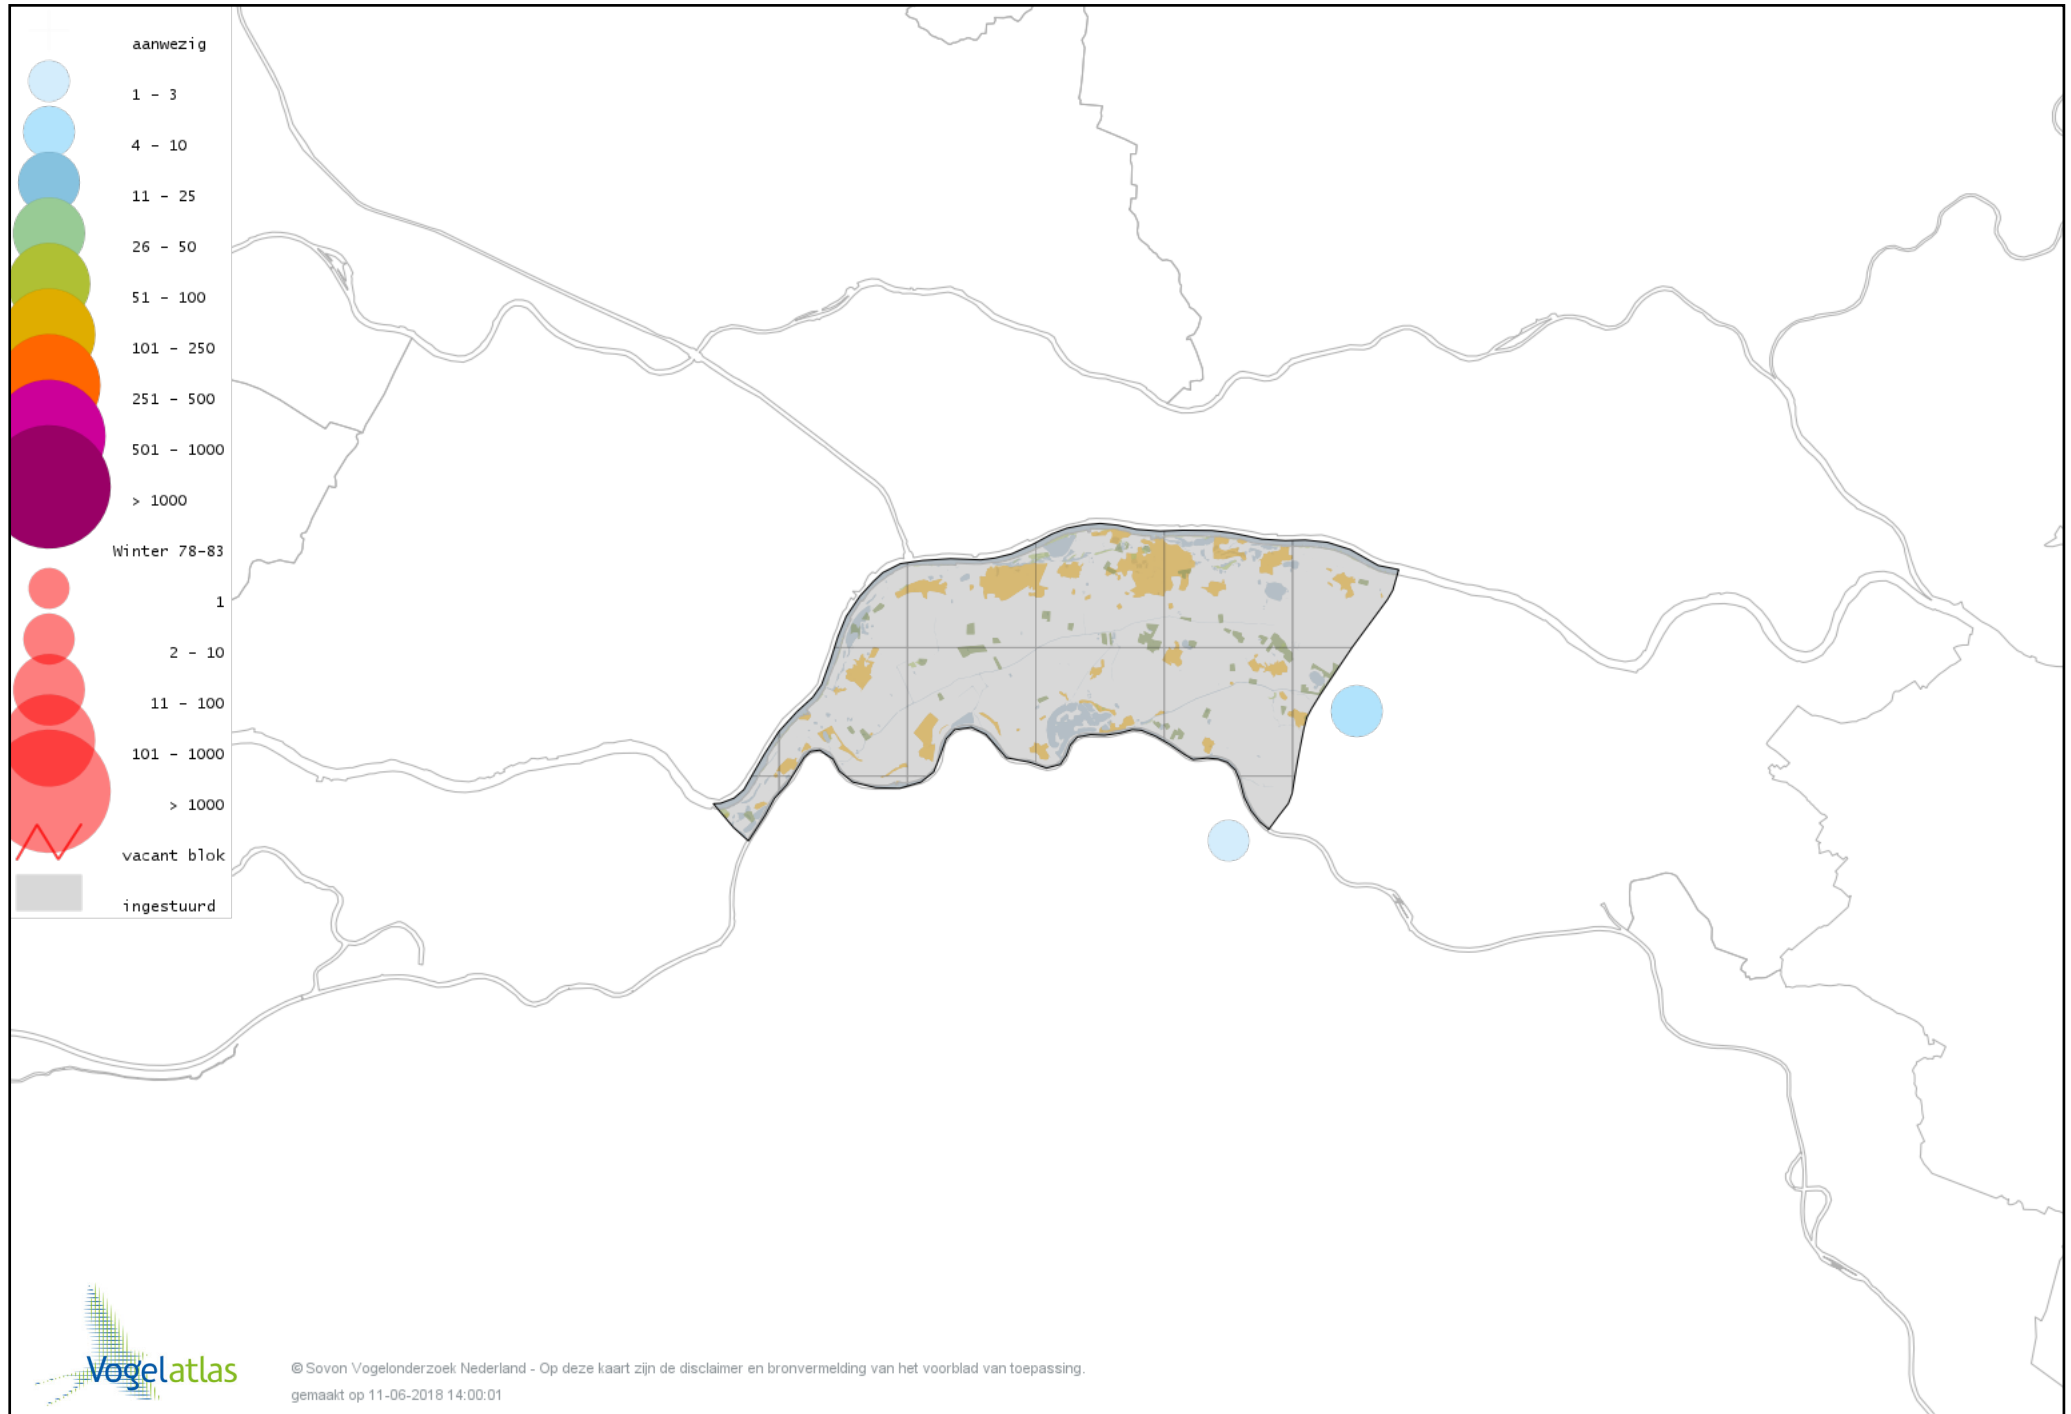 aanwezig
1 - 3
4 - 10
11 - 25
26 - 50
51 - 100
101 - 250
251 - 500
501 - 1000
> 1000
Winter 78-83
1
2 - 10
11 - 100
101 - 1000
> 1000
vacant blok
ingestuurd
Vogelatlas
© Sovon Vogelonderzoek Nederland - Op deze kaart zijn de disclaimer en bronvermelding van het voorblad van toepassing.
gemaakt op 11-06-2018 14:00:01